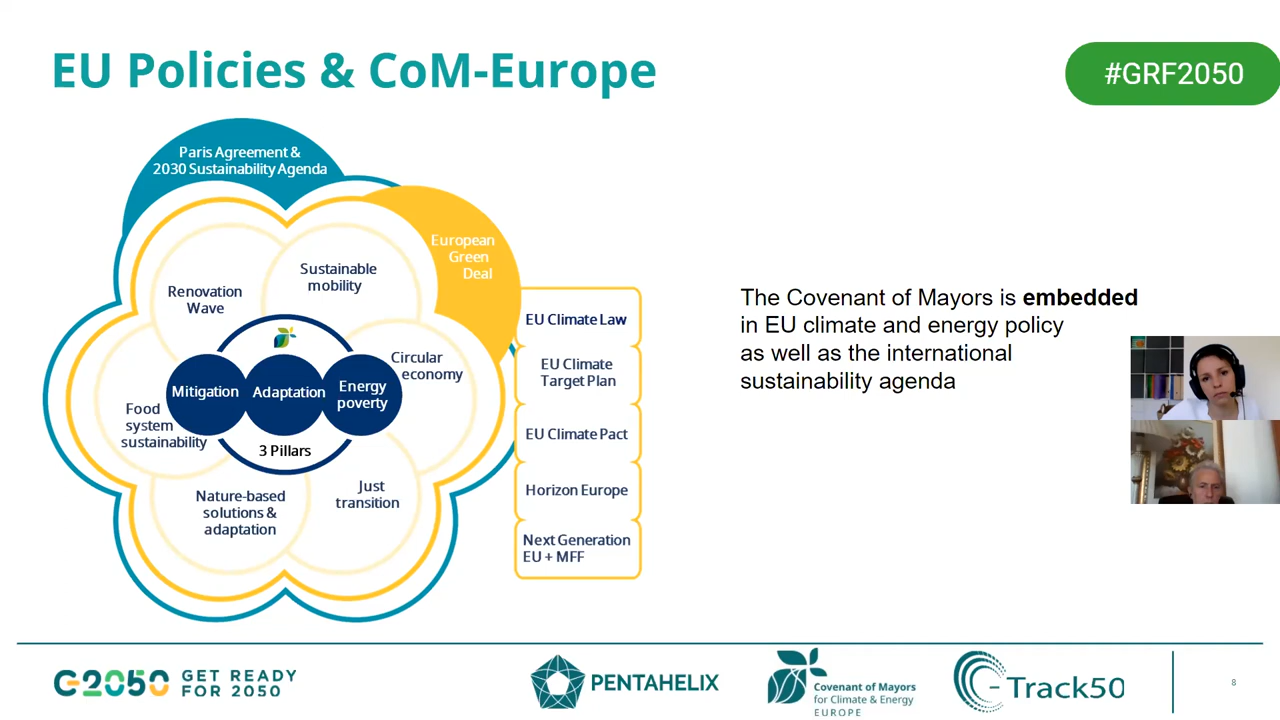 EU Policies & CoM-Europe
#GRF2050
Paris Agreement &
2030 Sustainability Agenda
European
Green
Deal
Sustainable
mobility
Renovation
Wave
Circular
economy
Mitigation
Adaptation
Energy
poverty
Food
system
sustainability
3 Pillars
Nature-based
solutions &
adaptation
Just
transition
EU Climate Law
EU Climate
Target Plan
EU Climate Pact
Horizon Europe
Next Generation
EU + MFF
The Covenant of Mayors is embedded
in EU climate and energy policy
as well as the international
sustainability agenda
C-2050 GET READY
FOR 2050
PENTAHELIX
Covenant of Mayors
for Climate & Energy
EUROPE
C-Track50
8